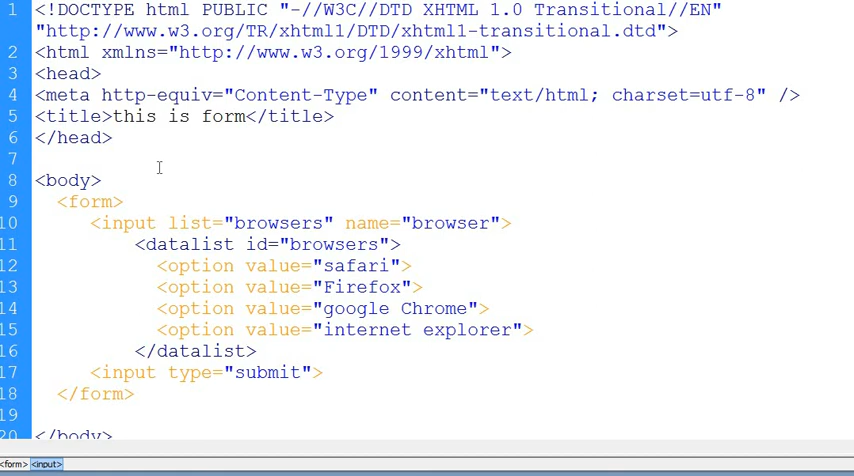 1 <!DOCTYPE html PUBLIC "-//W3C//DTD XHTML 1.0 Transitional//EN"
"http://www.w3.org/TR/xhtml1/DTD/xhtml1-transitional.dtd">
2 <html xmlns="http://www.w3.org/1999/xhtml">
3 <head>
4 <meta http-equiv="Content-Type" content="text/html; charset=utf-8" />
5 <title>this is form</title>
6 </head>
7
8 <body>
9 <form>
10 <input list="browsers" name="browser">
11 <datalist id="browsers">
12 <option value="safari">
13 <option value="Firefox">
14 <option value="google Chrome">
15 <option value="internet explorer">
16 </datalist>
17 <input type="submit">
18 </form>
19
20 </body>
<form> <input>